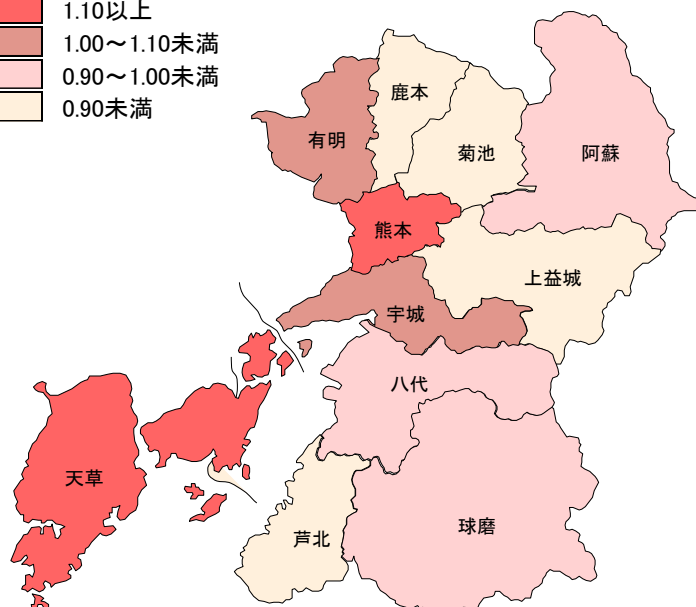 1.10以上
1.00～1.10未満
0.90～1.00未満
0.90未満
鹿本
有明
菊池
阿蘇
熊本
上益城
宇城
八代
天草
球磨
芦北